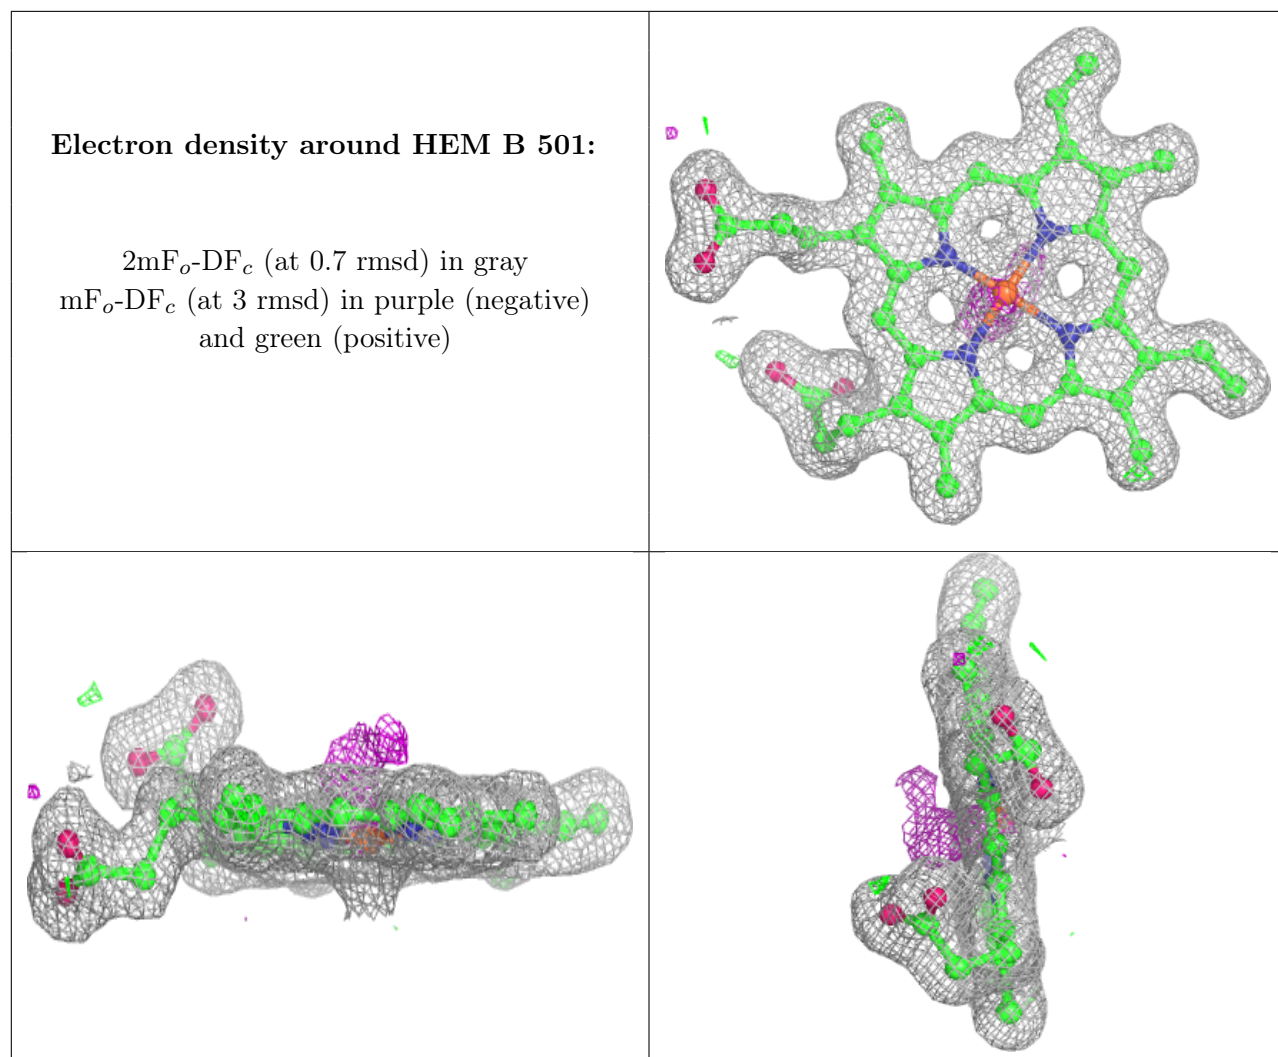 Electron density around HEM B 501:
2mFₒ-DF𝒸 (at 0.7 rmsd) in gray
mFₒ-DF𝒸 (at 3 rmsd) in purple (negative)
and green (positive)